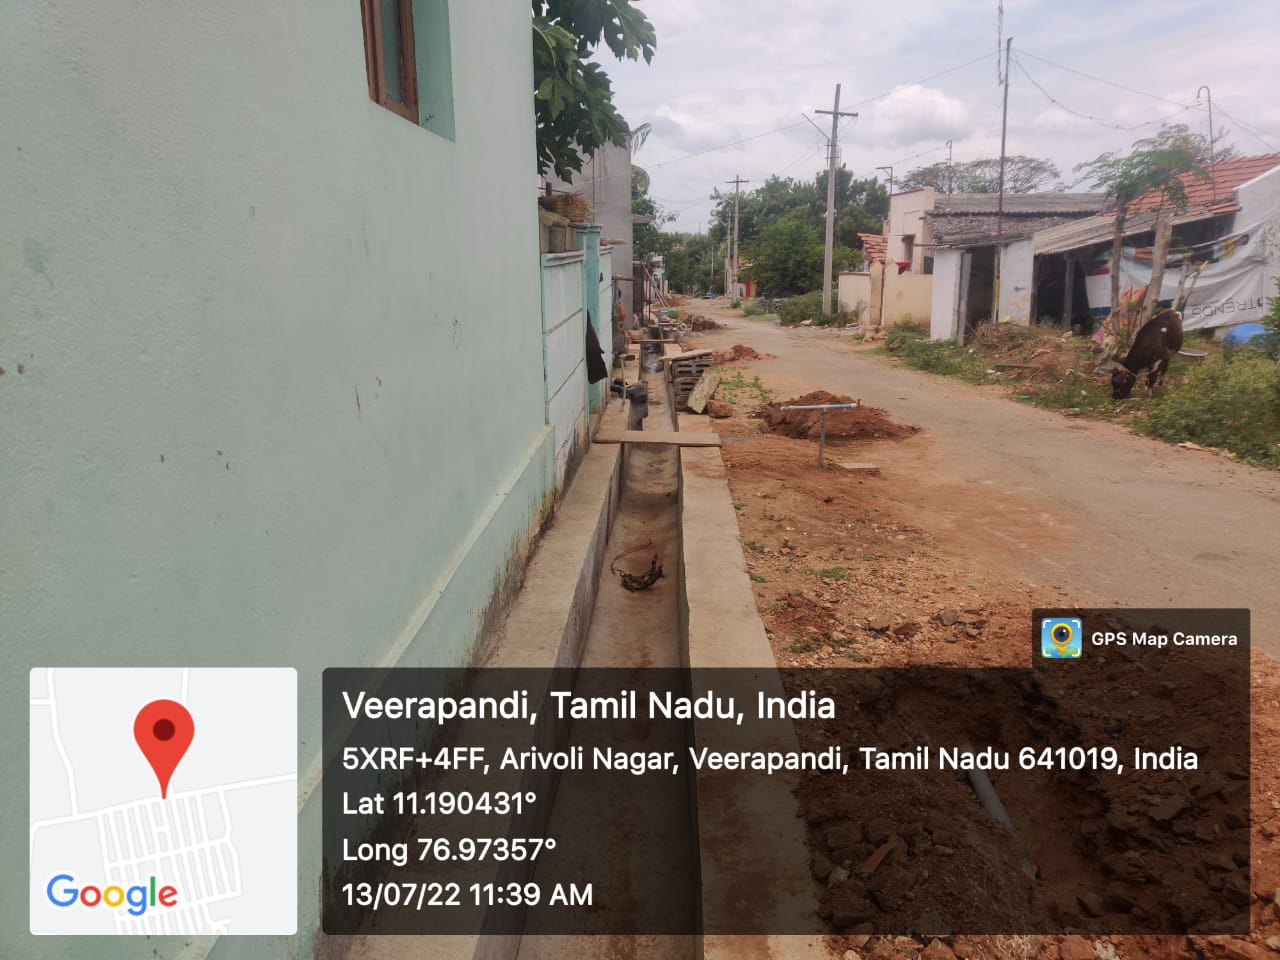 TRENDS
GPS Map Camera
Veerapandi, Tamil Nadu, India
5XRF+4FF, Arivoli Nagar, Veerapandi, Tamil Nadu 641019, India
Lat 11.190431°
Long 76.97357°
13/07/22 11:39 AM
Google